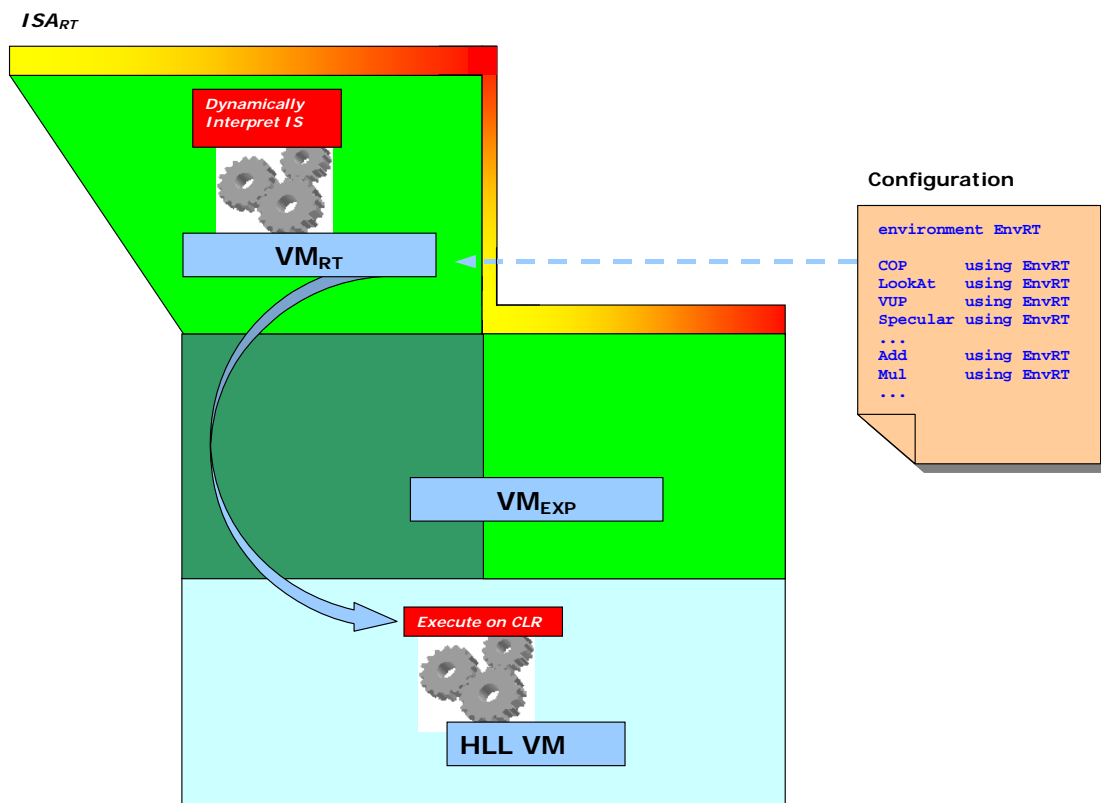 ISART
Dynamically
Interpret IS
VMRT
Configuration
environment EnvRT
COP using EnvRT
LookAt using EnvRT
VUP using EnvRT
Specular using EnvRT
...
Add using EnvRT
Mul using EnvRT
...
VMEXP
Execute on CLR
HLL VM